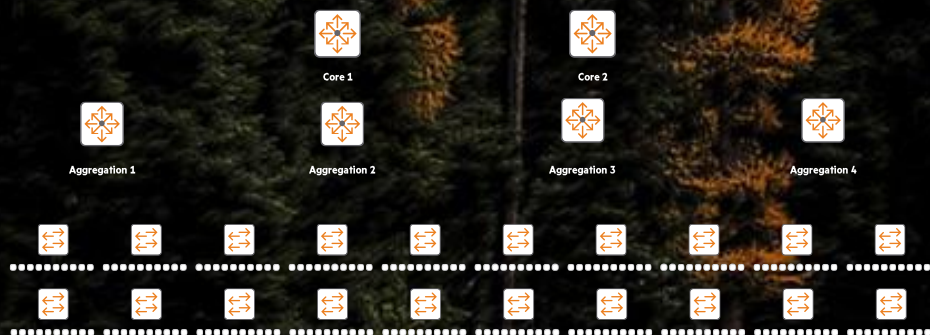 Core 1
Core 2
Aggregation 1
Aggregation 2
Aggregation 3
Aggregation 4